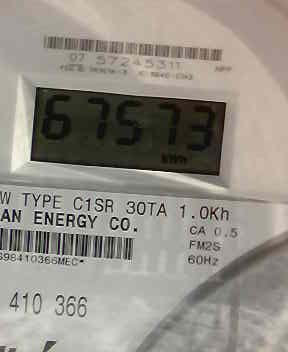 07 57245311
67573
kWh
W TYPE C1SR 30TA 1.0Kh
AN ENERGY CO.
CA 0.5
FM2S
60Hz
98410366MEC*
410 366